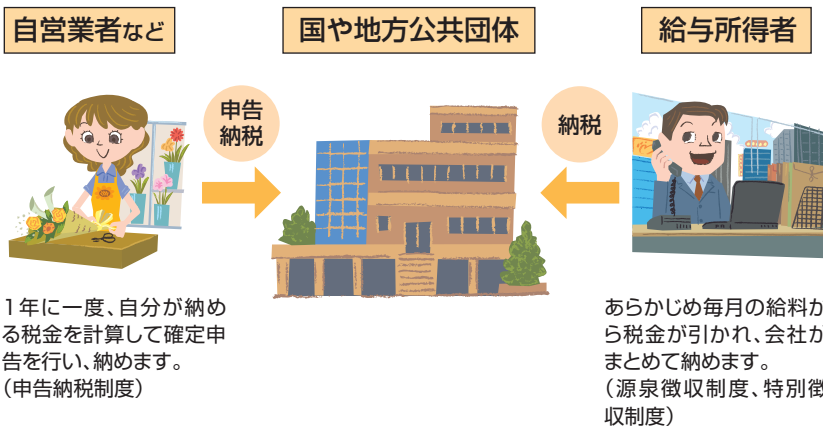 自営業者など
国や地方公共団体
給与所得者
申告
納税
納税
1年に一度、自分が納め
る税金を計算して確定申
告を行い、納めます。
（申告納税制度）
あらかじめ毎月の給料か
ら税金が引かれ、会社が
まとめて納めます。
（源泉徴収制度、特別徴
収制度）